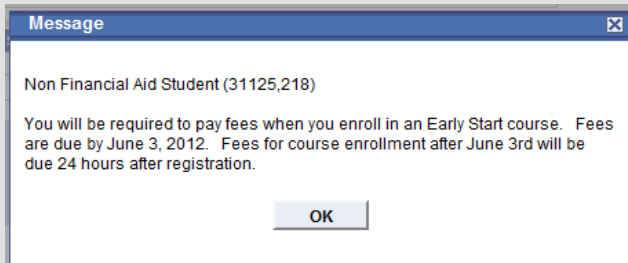 Message
Non Financial Aid Student (31125,218)
You will be required to pay fees when you enroll in an Early Start course. Fees
are due by June 3, 2012. Fees for course enrollment after June 3rd will be
due 24 hours after registration.
OK